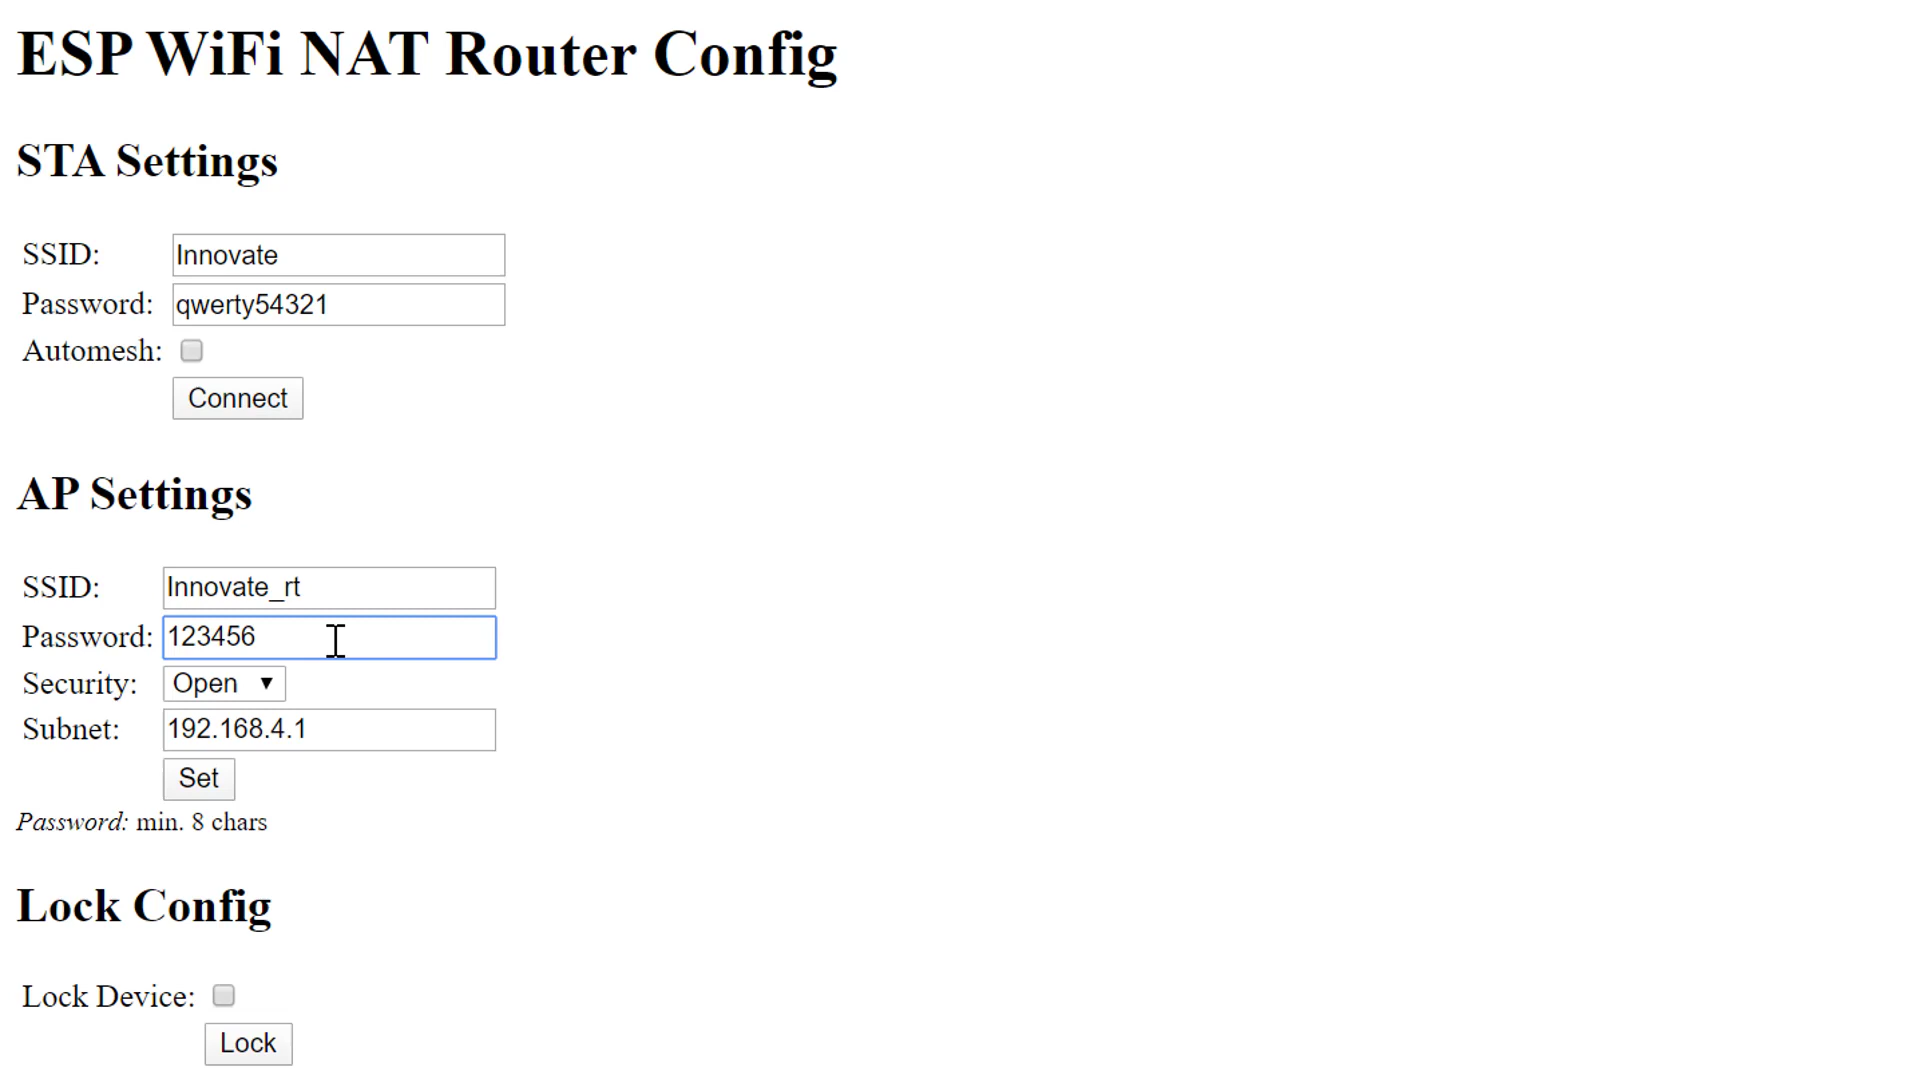 ESP WiFi NAT Router Config
STA Settings
SSID: Innovate
Password: qwerty54321
Automesh:
Connect
AP Settings
SSID: Innovate_rt
Password: 123456
Security: Open ▼
Subnet: 192.168.4.1
Set
Password: min. 8 chars
Lock Config
Lock Device:
Lock